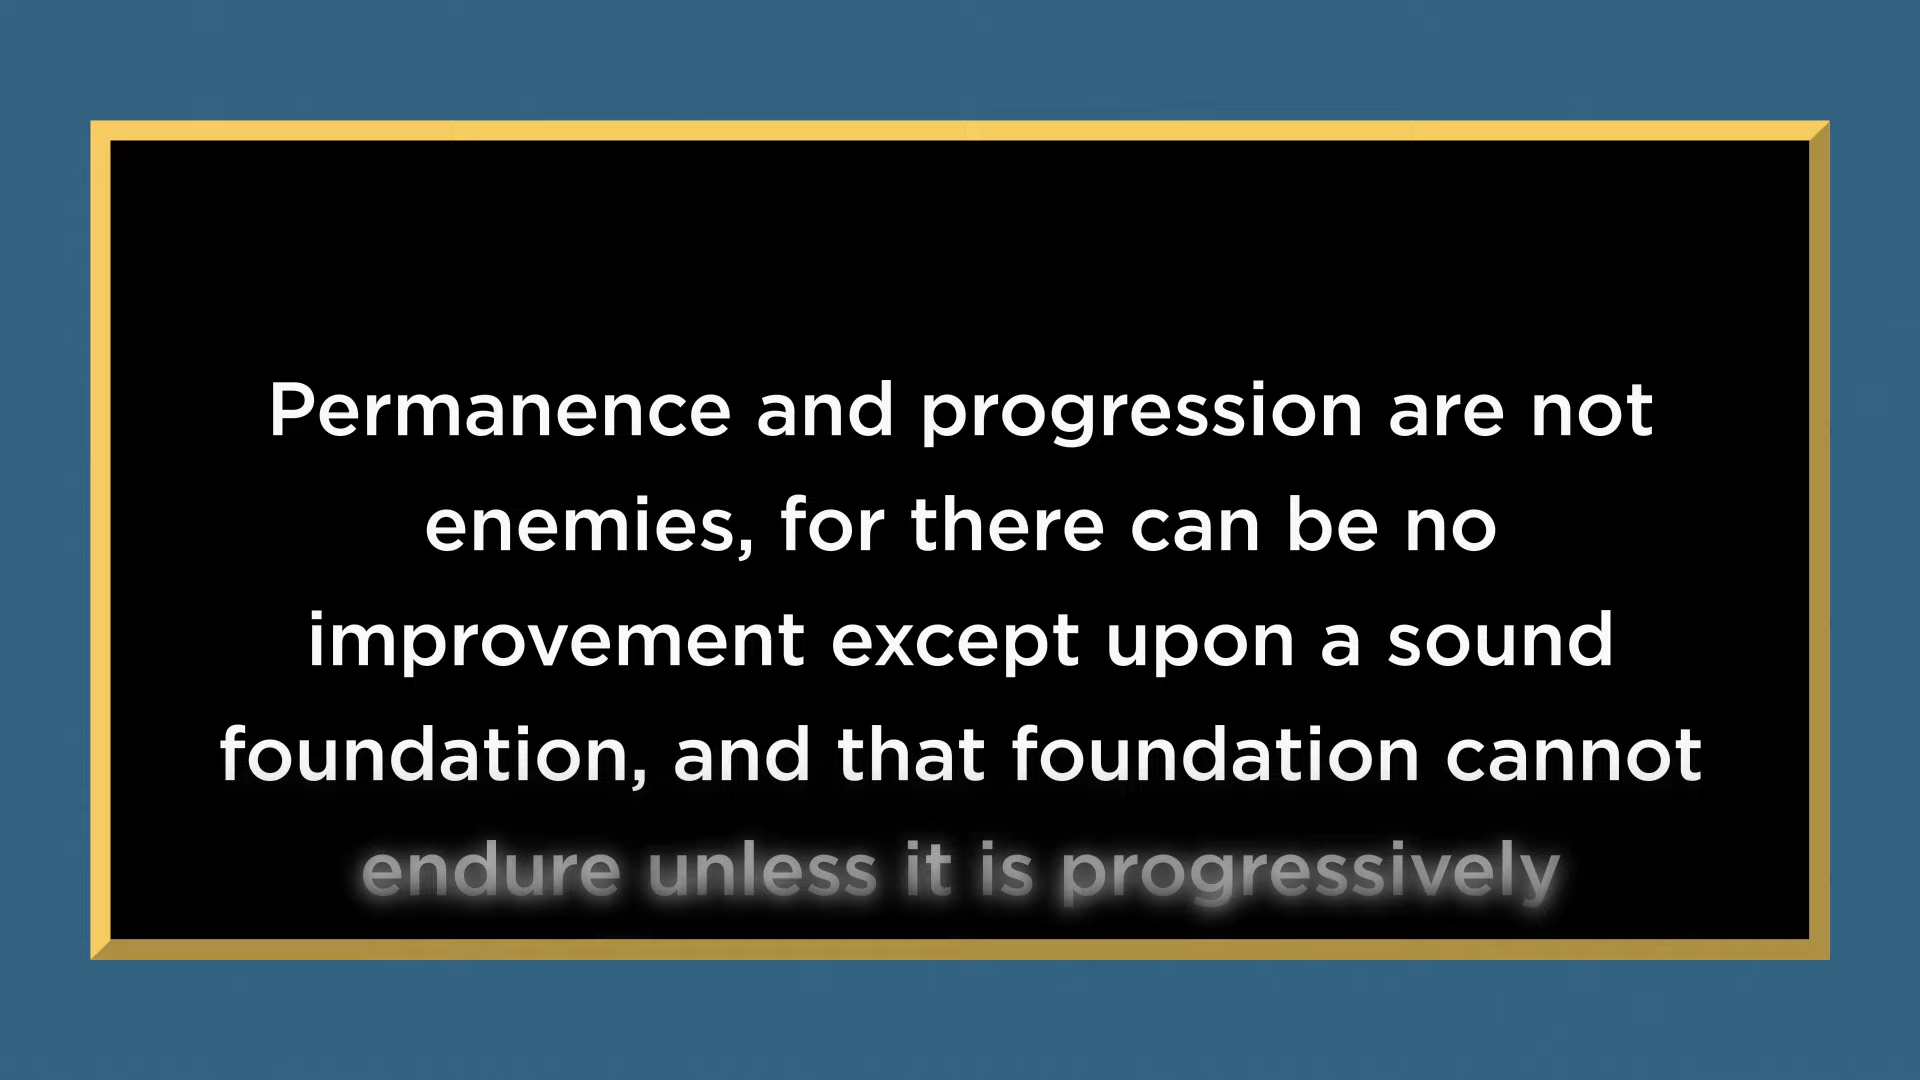 Permanence and progression are not
enemies, for there can be no
improvement except upon a sound
foundation, and that foundation cannot
endure unless it is progressively